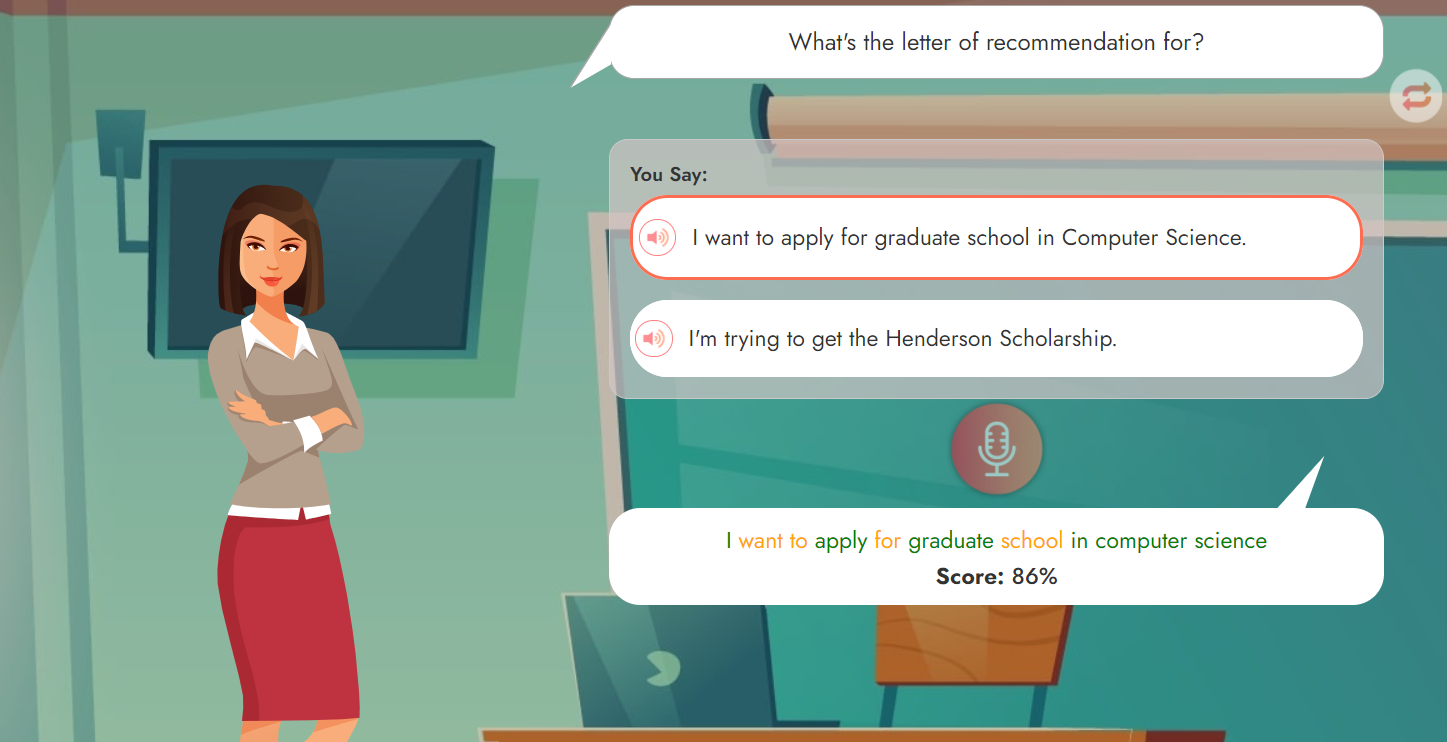 What's the letter of recommendation for?
You Say:
I want to apply for graduate school in Computer Science.
I'm trying to get the Henderson Scholarship.
I want to apply for graduate school in computer science
Score: 86%